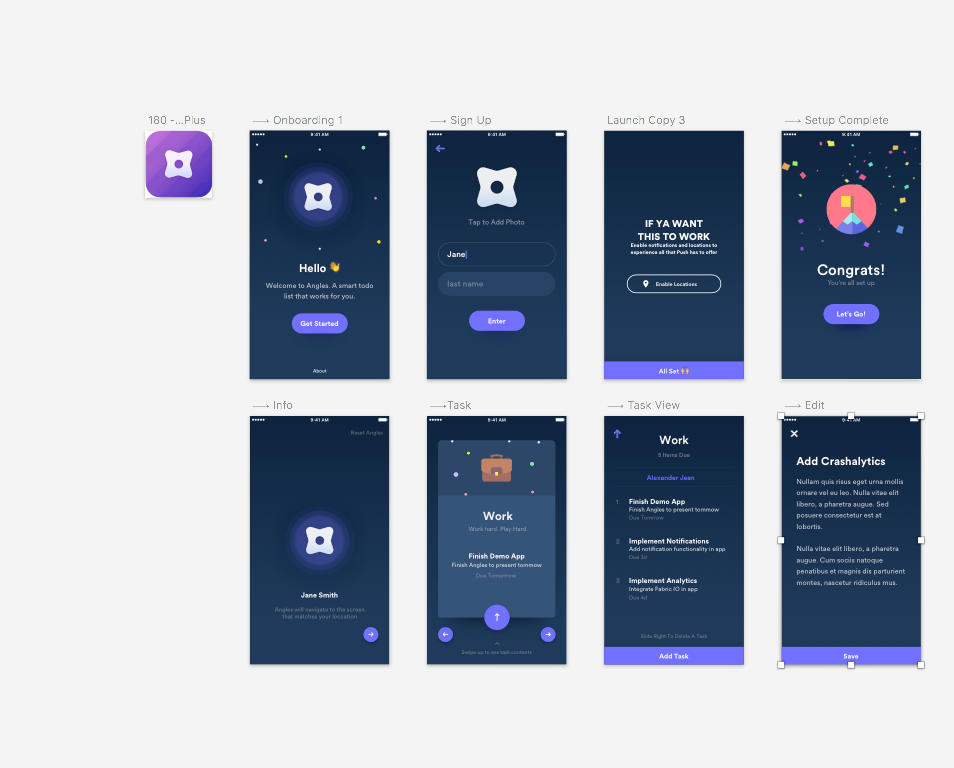 180 -...Plus
Onboarding 1
9:41 AM
Hello 👋
Welcome to Angles. A smart todo
list that works for you.
Get Started
About
Sign Up
9:41 AM
Tap to Add Photo
Jane
last name
Enter
Launch Copy 3
IF YA WANT
THIS TO WORK
Enable notifications and locations to
experience all that Push has to offer
Enable Locations
All Set 🙌
Setup Complete
9:41 AM
Congrats!
You're all set up
Let's Go!
Info
9:41 AM
Reset Angles
Jane Smith
Angles will navigate to the screen
that matches your loccation
Task
9:41 AM
Work
Work hard. Play Hard.
Finish Demo App
Finish Angles to present tommow
Due Tomorrow
Swipe up to see task contents
Task View
Work
5 Items Due
Alexander Jean
1 Finish Demo App
Finish Angles to present tommow
Due Tomrrow
2 Implement Notifications
Add notification functionality in app
Due 3d
3 Implement Analytics
Integrate Fabric IO in app
Due 4d
Slide Right To Delete A Task
Add Task
Edit
9:41 AM
Add Crashalytics
Nullam quis risus eget urna mollis
ornare vel eu leo. Nulla vitae elit
libero, a pharetra augue. Sed
posuere consectetur est at
lobortis.
Nulla vitae elit libero, a pharetra
augue. Cum sociis natoque
penatibus et magnis dis parturient
montes, nascetur ridiculus mus.
Save